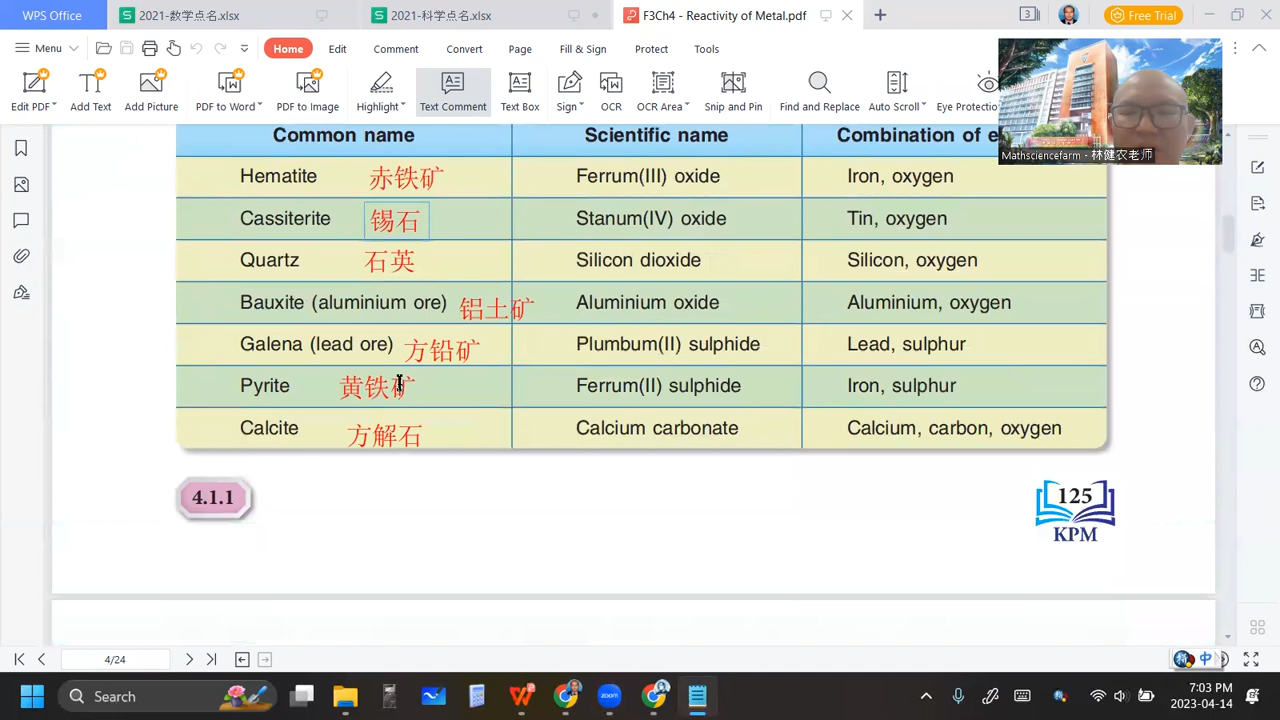 WPS Office 2021-数学点名.xlsx F3Ch4 - Reactivity of Metal.pdf 3 Free Trial
Menu Home Edit Comment Convert Page Fill & Sign Protect Tools
Edit PDF Add Text Add Picture PDF to Word PDF to Image Highlight Text Comment Text Box Sign OCR OCR Area Snip and Pin Find and Replace Auto Scroll Eye Protection
Mathsciencefarm - 林健农老师
Common name Scientific name Combination of e
Hematite 赤铁矿 Ferrum(III) oxide Iron, oxygen
Cassiterite 锡石 Stanum(IV) oxide Tin, oxygen
Quartz 石英 Silicon dioxide Silicon, oxygen
Bauxite (aluminium ore) 铝土矿 Aluminium oxide Aluminium, oxygen
Galena (lead ore) 方铅矿 Plumbum(II) sulphide Lead, sulphur
Pyrite 黄铁矿 Ferrum(II) sulphide Iron, sulphur
Calcite 方解石 Calcium carbonate Calcium, carbon, oxygen
4.1.1
125
KPM
4/24
中
Search
zoom
7:03 PM
2023-04-14